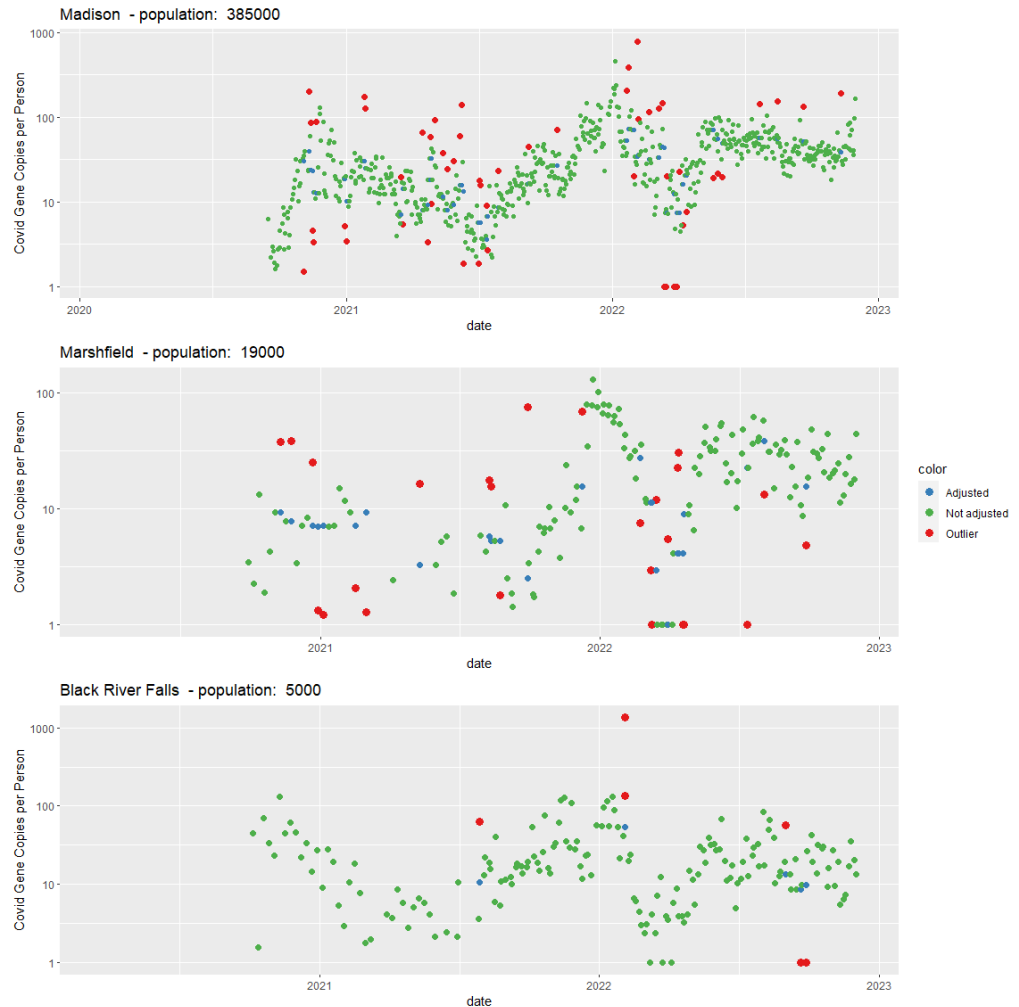 Madison - population: 385000
1000
100
10
1
Covid Gene Copies per Person
2020
2021
2022
2023
date
Marshfield - population: 19000
100
10
1
Covid Gene Copies per Person
2021
2022
2023
date
color
Adjusted
Not adjusted
Outlier
Black River Falls - population: 5000
1000
100
10
1
Covid Gene Copies per Person
2021
2022
2023
date